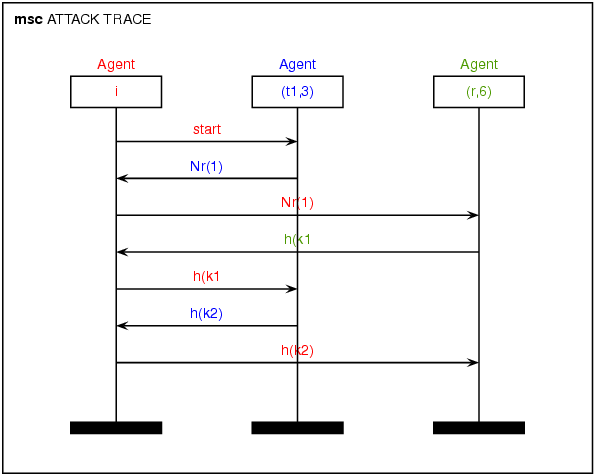 msc ATTACK TRACE
Agent Agent Agent
i (t1,3) (r,6)
start
Nr(1)
Nr(1)
h(k1
h(k1
h(k2)
h(k2)